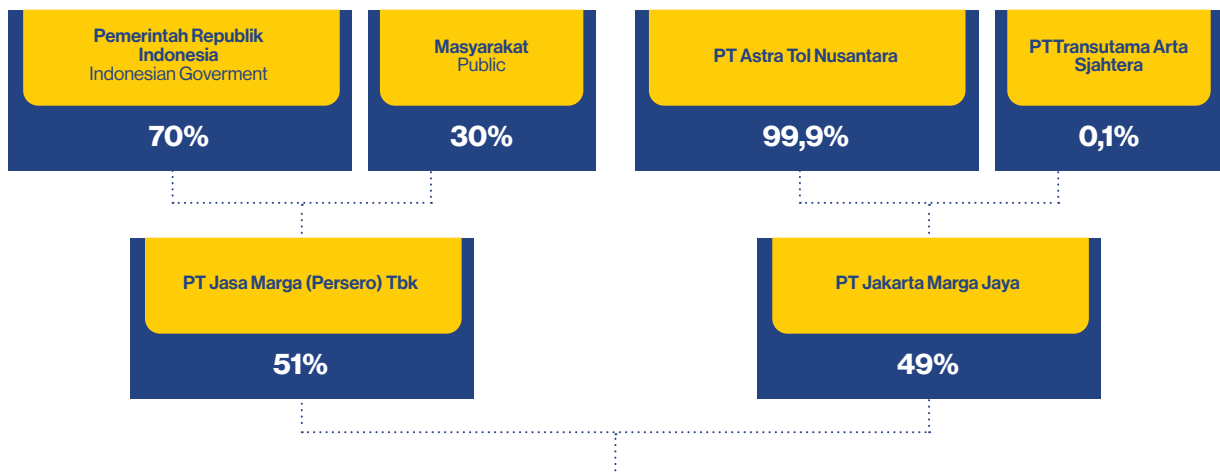 Pemerintah Republik
Indonesia
Indonesian Goverment
70%
Masyarakat
Public
30%
PT Astra Tol Nusantara
99,9%
PT Transutama Arta
Sjahtera
0,1%
PT Jasa Marga (Persero) Tbk
51%
PT Jakarta Marga Jaya
49%